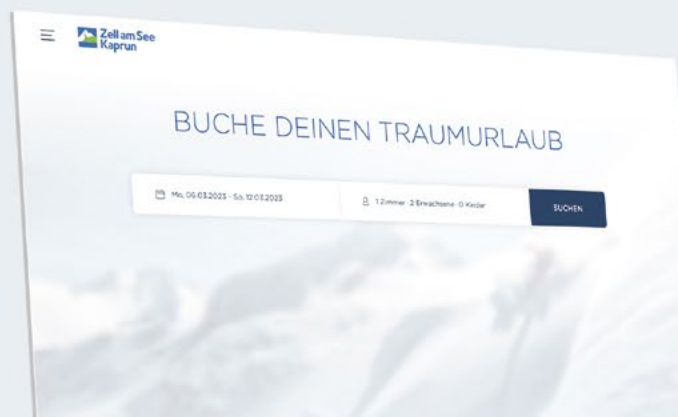 Zell am See
Kaprun
BUCHE DEINEN TRAUMURLAUB
Mo, 06.03.2023 - So, 12.03.2023
1 Zimmer · 2 Erwachsene · 0 Kinder
SUCHEN